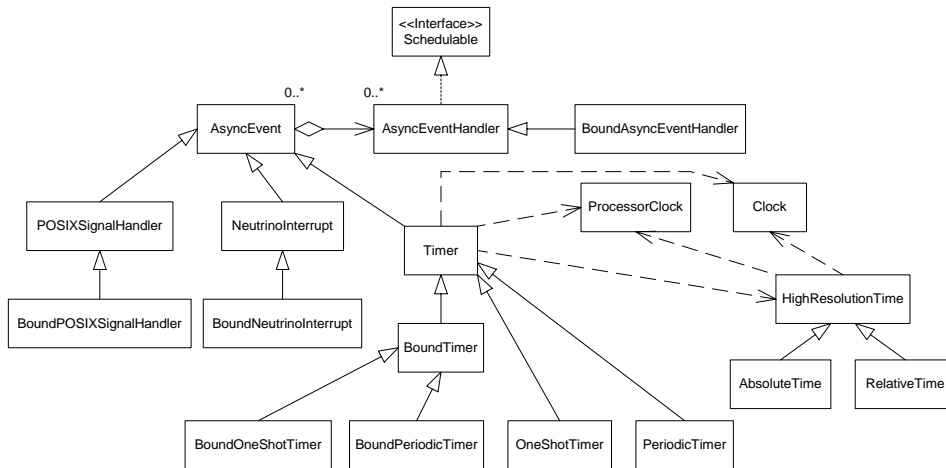 <<Interface>>
Schedulable
0..*
0..*
AsyncEvent
AsyncEventHandler
BoundAsyncEventHandler
POSIXSignalHandler
NeutrinoInterrupt
ProcessorClock
Clock
Timer
BoundPOSIXSignalHandler
BoundNeutrinoInterrupt
HighResolutionTime
BoundTimer
AbsoluteTime
RelativeTime
BoundOneShotTimer
BoundPeriodicTimer
OneShotTimer
PeriodicTimer